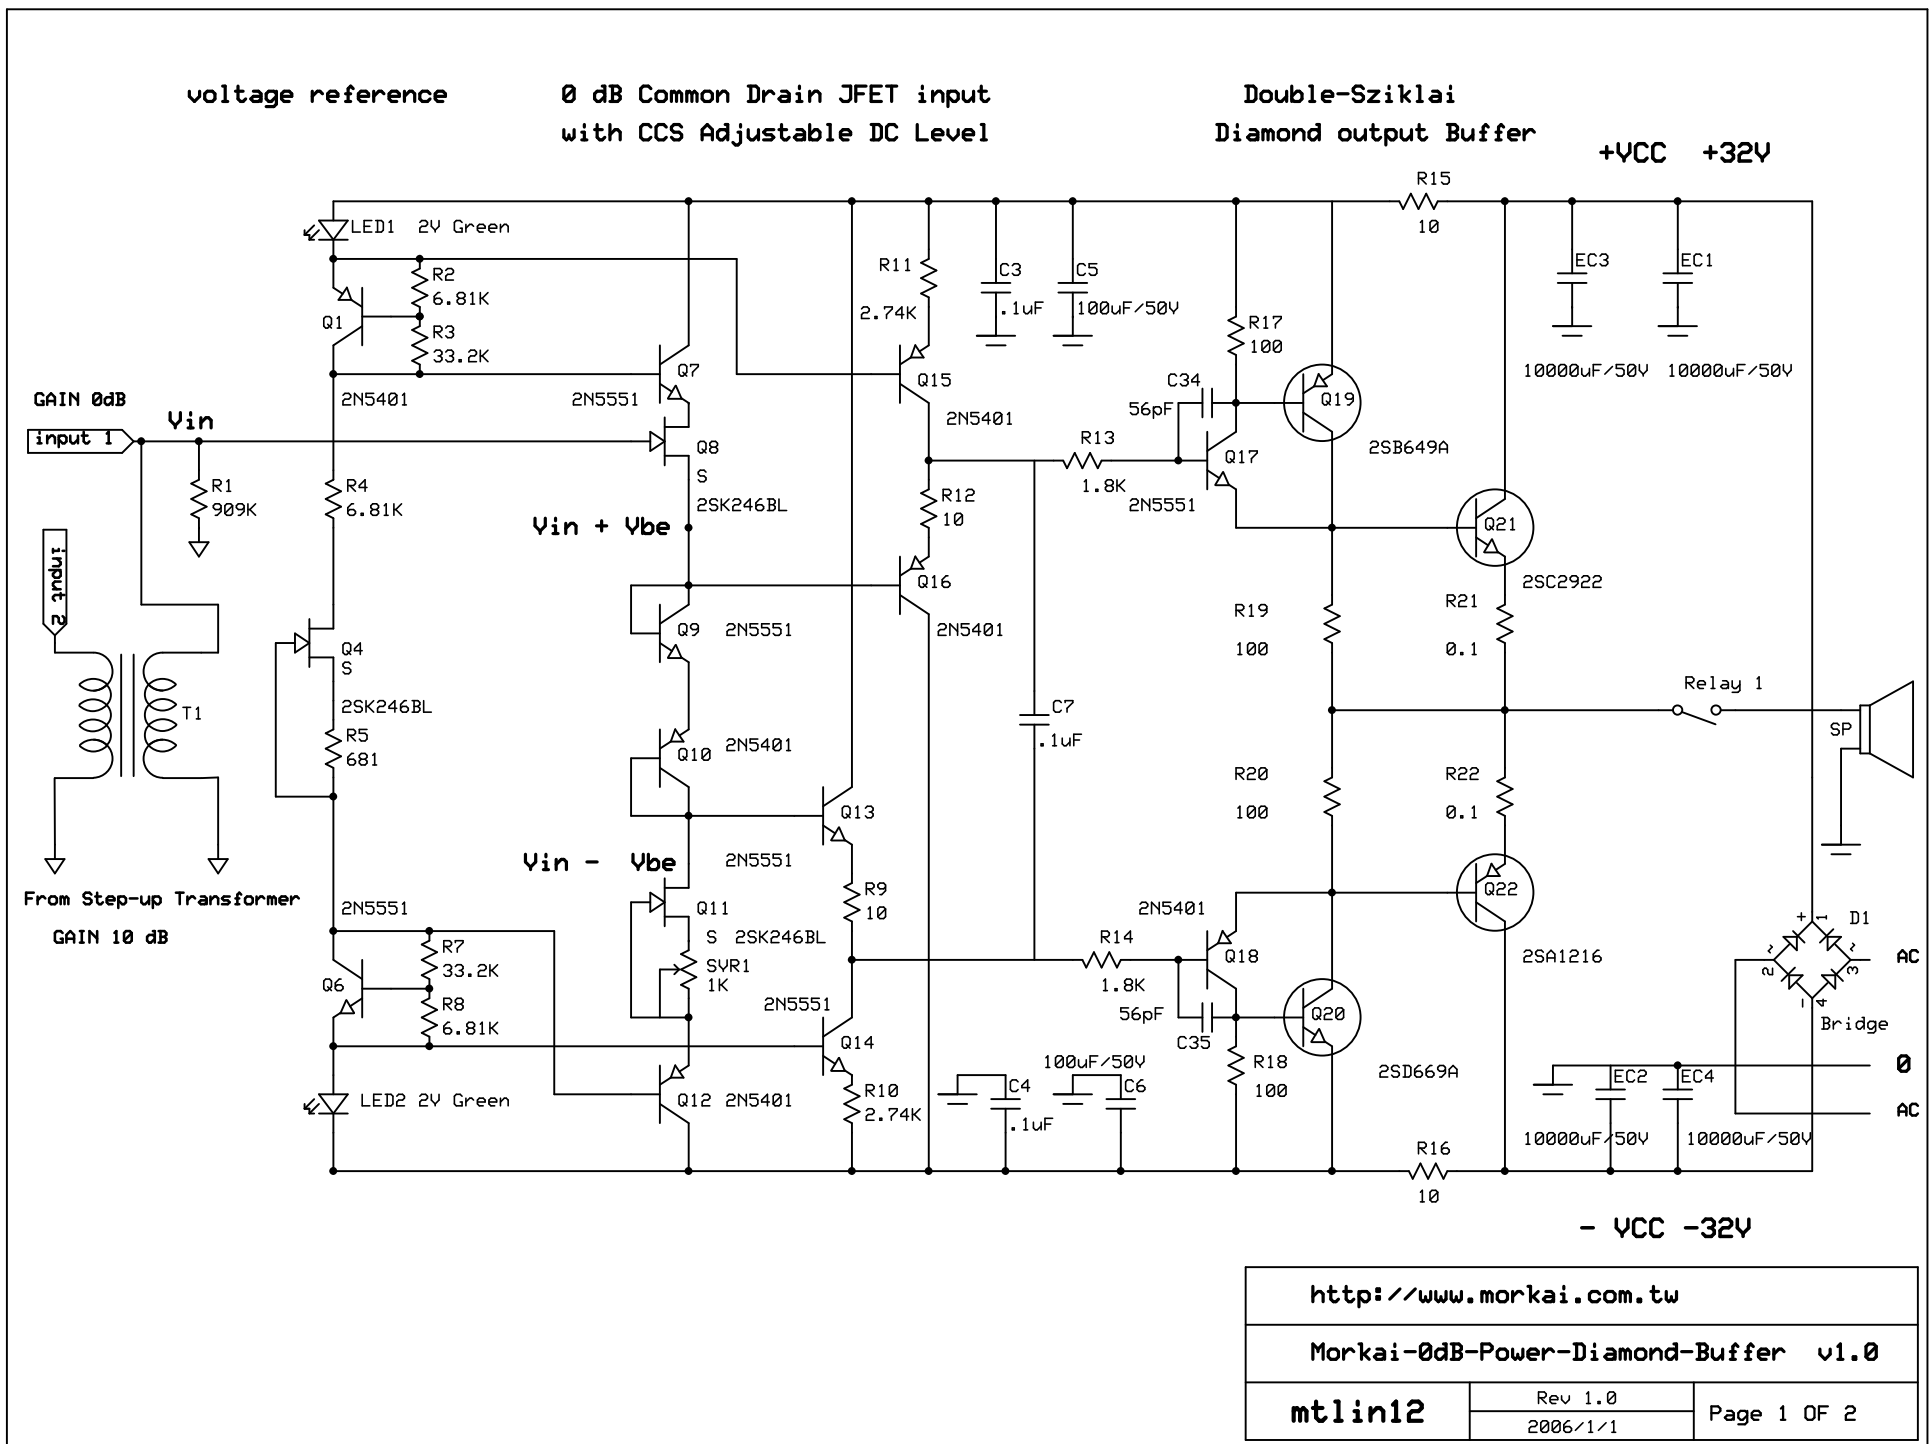 voltage reference
0 dB Common Drain JFET input
with CCS Adjustable DC Level
Double-Sziklai
Diamond output Buffer
+VCC +32V
R15
10
LED1 2V Green
R2
6.81K
Q1
R3
33.2K
2N5401
Q7
2N5551
R11
2.74K
Q15
2N5401
C3
.1uF
C5
100uF/50V
R17
100
C34
56pF
Q19
2SB649A
EC3
10000uF/50V
EC1
10000uF/50V
GAIN 0dB
input 1
Vin
R1
909K
R4
6.81K
Q8
S
2SK246BL
Vin + Vbe
R12
10
R13
1.8K
Q17
2N5551
Q21
2SC2922
input 2
T1
Q4
S
2SK246BL
R5
681
Q9 2N5551
Q16
2N5401
Q10 2N5401
C7
.1uF
R19
100
R21
0.1
Relay 1
SP
R20
100
R22
0.1
Q13
2N5551
Vin - Vbe
From Step-up Transformer
GAIN 10 dB
2N5551
R7
33.2K
Q6
R8
6.81K
LED2 2V Green
Q11
S 2SK246BL
SVR1
1K
R9
10
2N5551
Q14
R10
2.74K
Q12 2N5401
2N5401
R14
1.8K
Q18
56pF
C35
R18
100
Q20
2SD669A
Q22
2SA1216
100uF/50V
C4
.1uF
C6
R16
10
D1
+
1
~
2
~
3
-
4
Bridge
AC
0
AC
EC2
10000uF/50V
EC4
10000uF/50V
- VCC -32V
http://www.morkai.com.tw
Morkai-0dB-Power-Diamond-Buffer v1.0
mtlin12
Rev 1.0
2006/1/1
Page 1 OF 2